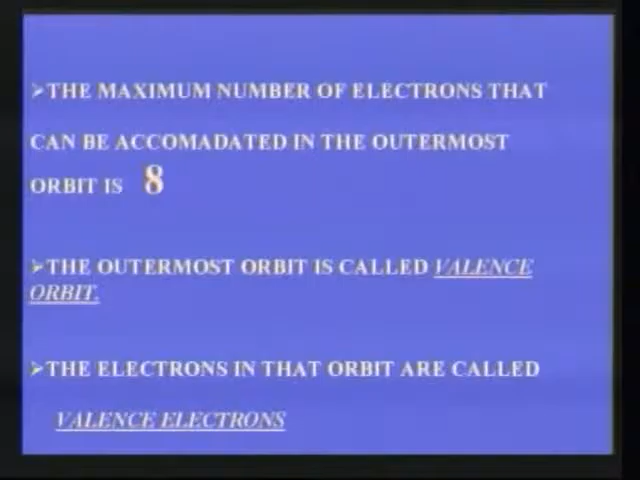 ➢THE MAXIMUM NUMBER OF ELECTRONS THAT
CAN BE ACCOMADATED IN THE OUTERMOST
ORBIT IS 8
➢THE OUTERMOST ORBIT IS CALLED VALENCE
ORBIT.
➢THE ELECTRONS IN THAT ORBIT ARE CALLED
VALENCE ELECTRONS